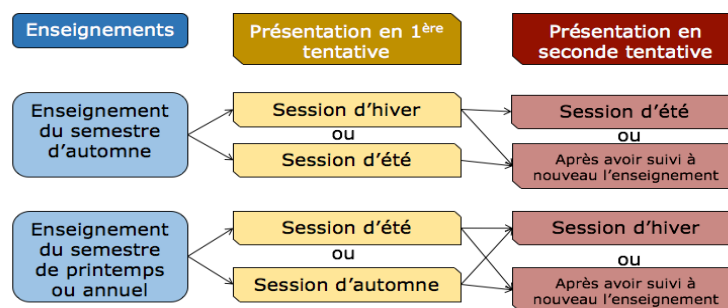 Enseignements
Présentation en 1ère
tentative
Présentation en
seconde tentative
Enseignement
du semestre
d'automne
Session d'hiver
ou
Session d'été
Session d'été
ou
Après avoir suivi à
nouveau l'enseignement
Enseignement
du semestre
de printemps
ou annuel
Session d'été
ou
Session d'automne
Session d'hiver
ou
Après avoir suivi à
nouveau l'enseignement